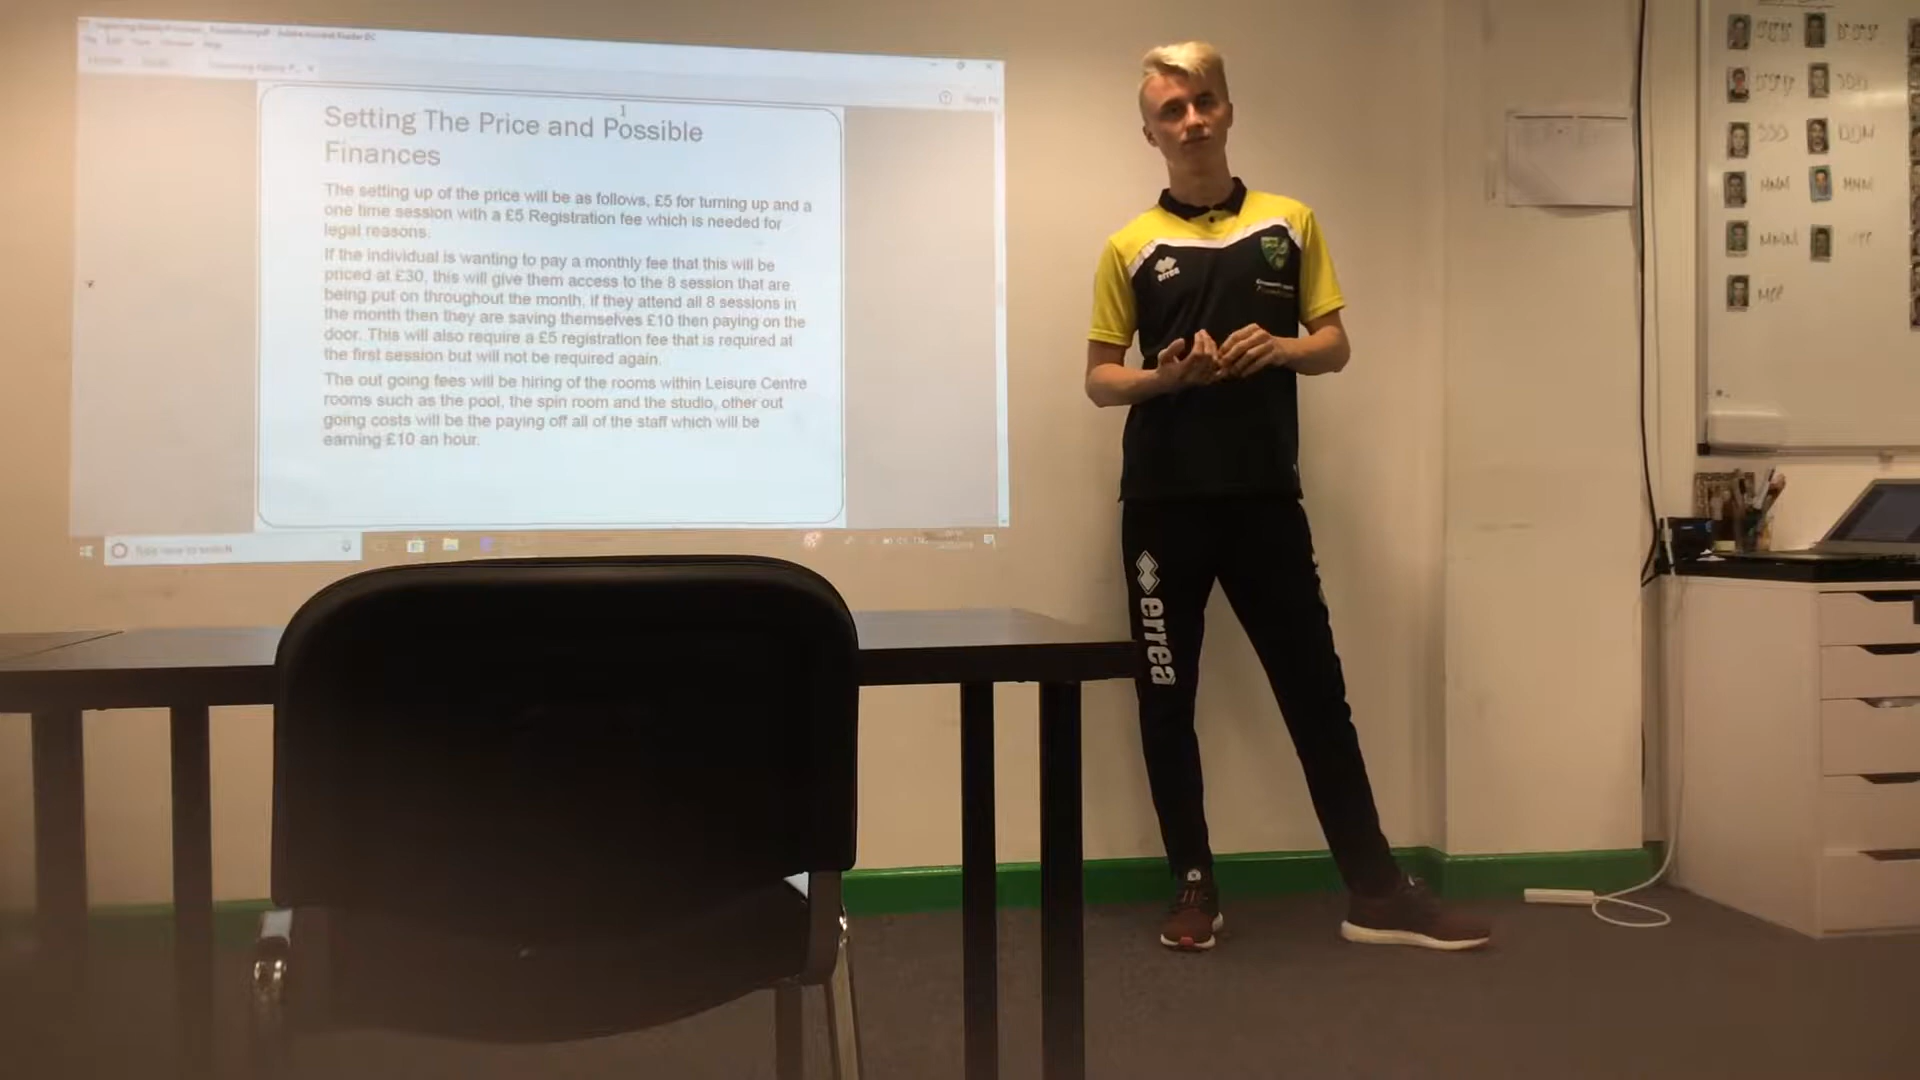 Setting The Price and Possible
Finances
The setting up of the price will be as follows, £5 for turning up and a
one time session with a £5 Registration fee which is needed for
legal reasons.
If the individual is wanting to pay a monthly fee that this will be
priced at £30, this will give them access to the 8 session that are
being put on throughout the month, if they attend all 8 sessions in
the month then they are saving themselves £10 then paying on the
door. This will also require a £5 registration fee that is required at
the first session but will not be required again.
The out going fees will be hiring of the rooms within Leisure Centre
rooms such as the pool, the spin room and the studio, other out
going costs will be the paying off all of the staff which will be
earning £10 an hour.
Type here to search
errea
errea
DDM
MNM
MNM
MNM